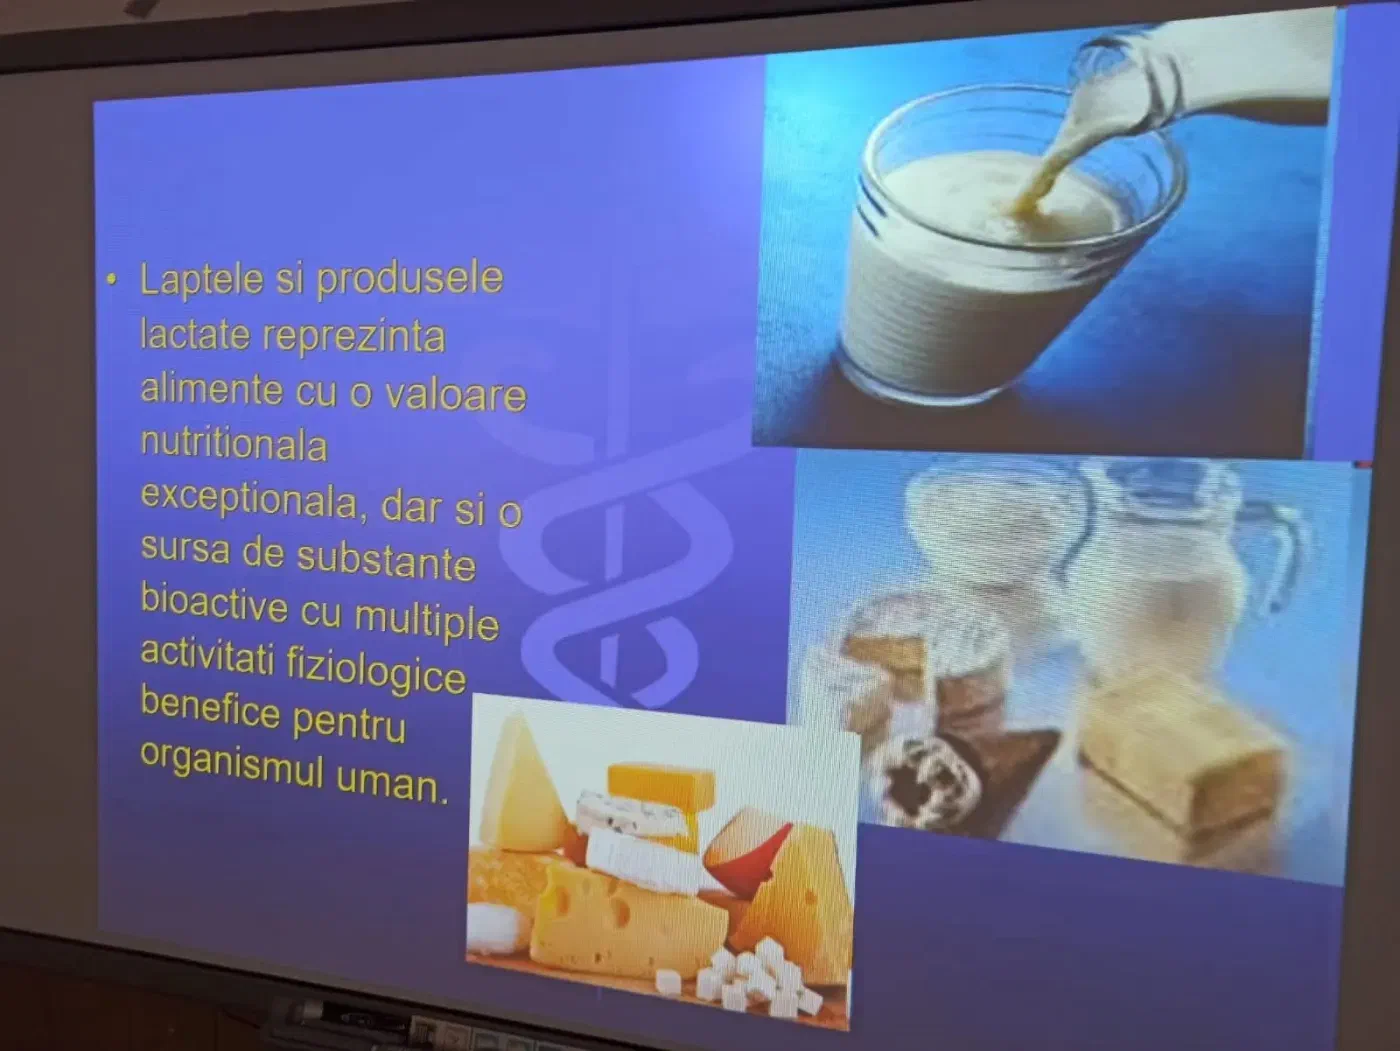 • Laptele si produsele
lactate reprezinta
alimente cu o valoare
nutritionala
exceptionala, dar si o
sursa de substante
bioactive cu multiple
activitati fiziologice
benefice pentru
organismul uman.